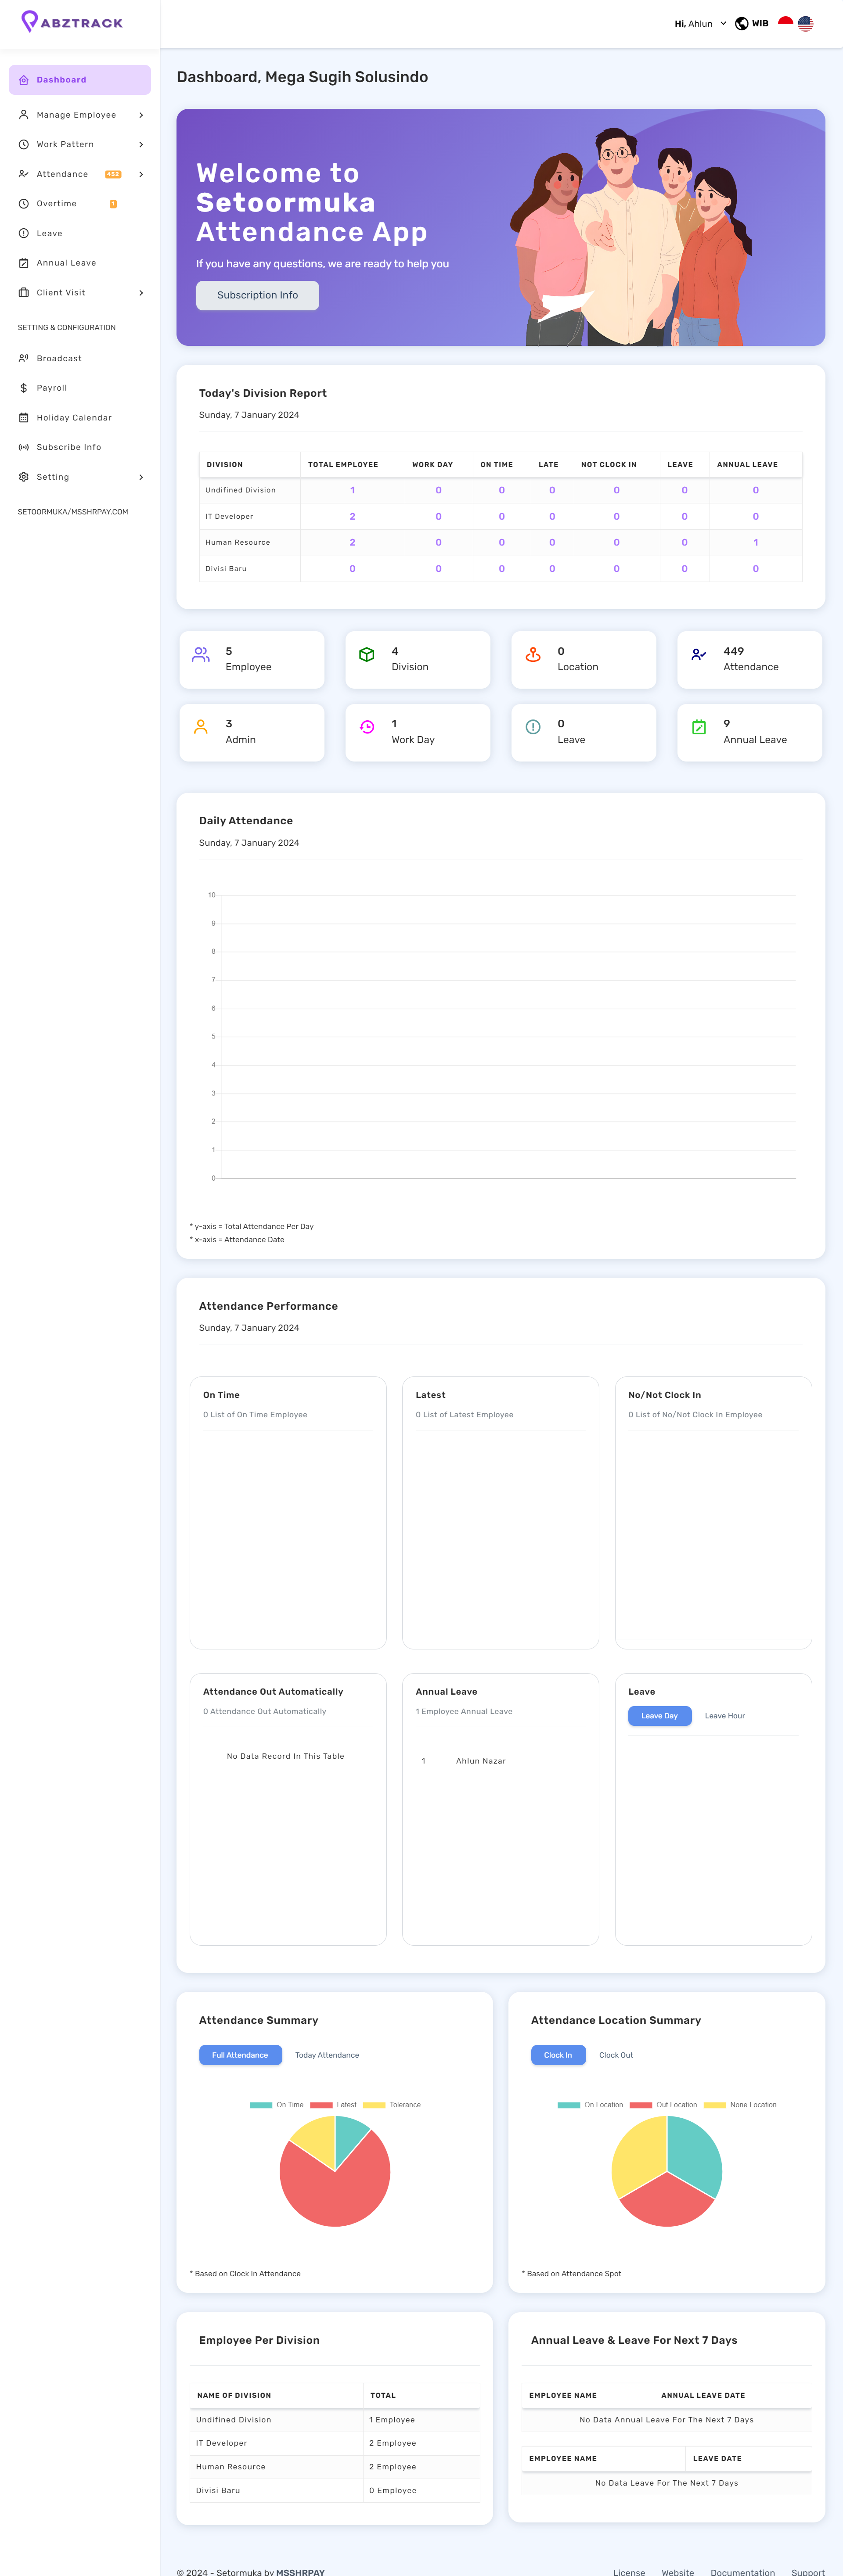 ABZTRACK
Hi, Ahlun WIB
Dashboard
Manage Employee
Work Pattern
Attendance 452
Overtime 1
Leave
Annual Leave
Client Visit
SETTING & CONFIGURATION
Broadcast
Payroll
Holiday Calendar
Subscribe Info
Setting
SETOORMUKA/MSSHRPAY.COM
Dashboard, Mega Sugih Solusindo
Welcome to
Setoormuka
Attendance App
If you have any questions, we are ready to help you
Subscription Info
Today's Division Report
Sunday, 7 January 2024
DIVISION TOTAL EMPLOYEE WORK DAY ON TIME LATE NOT CLOCK IN LEAVE ANNUAL LEAVE
Undifined Division 1 0 0 0 0 0 0
IT Developer 2 0 0 0 0 0 0
Human Resource 2 0 0 0 0 0 1
Divisi Baru 0 0 0 0 0 0 0
5
Employee
4
Division
0
Location
449
Attendance
3
Admin
1
Work Day
0
Leave
9
Annual Leave
Daily Attendance
Sunday, 7 January 2024
10
9
8
7
6
5
4
3
2
1
0
* y-axis = Total Attendance Per Day
* x-axis = Attendance Date
Attendance Performance
Sunday, 7 January 2024
On Time
0 List of On Time Employee
Latest
0 List of Latest Employee
No/Not Clock In
0 List of No/Not Clock In Employee
Attendance Out Automatically
0 Attendance Out Automatically
No Data Record In This Table
Annual Leave
1 Employee Annual Leave
1 Ahlun Nazar
Leave
Leave Day Leave Hour
Attendance Summary
Full Attendance Today Attendance
On Time Latest Tolerance
* Based on Clock In Attendance
Attendance Location Summary
Clock In Clock Out
On Location Out Location None Location
* Based on Attendance Spot
Employee Per Division
NAME OF DIVISION TOTAL
Undifined Division 1 Employee
IT Developer 2 Employee
Human Resource 2 Employee
Divisi Baru 0 Employee
Annual Leave & Leave For Next 7 Days
EMPLOYEE NAME ANNUAL LEAVE DATE
No Data Annual Leave For The Next 7 Days
EMPLOYEE NAME LEAVE DATE
No Data Leave For The Next 7 Days
© 2024 - Setormuka by MSSHRPAY
License Website Documentation Support